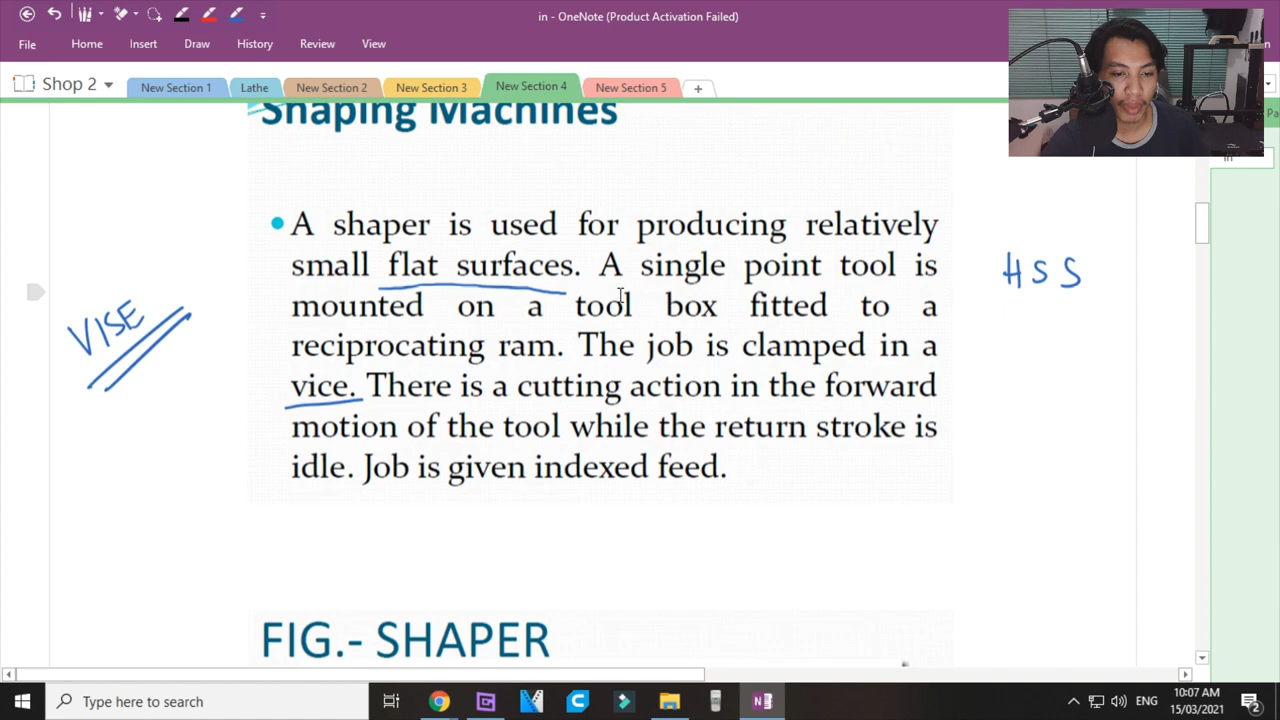 in - OneNote (Product Activation Failed)
File Home Insert Draw History Review View
Shop 2 New Section 1 Lathe New Section 2 New Section 3 New Section 4 New Section 5 +
Shaping Machines
• A shaper is used for producing relatively
small flat surfaces. A single point tool is
mounted on a tool box fitted to a
reciprocating ram. The job is clamped in a
vice. There is a cutting action in the forward
motion of the tool while the return stroke is
idle. Job is given indexed feed.
VISE
HSS
FIG.- SHAPER
Type here to search
ENG
10:07 AM
15/03/2021
2